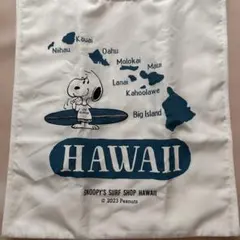 Kauai
Niihau
Oahu
Molokai
Maui
Lanai
Kahoolawe
Big Island
HAWAII
SNOOPY'S SURF SHOP HAWAII
© 2023 Peanuts